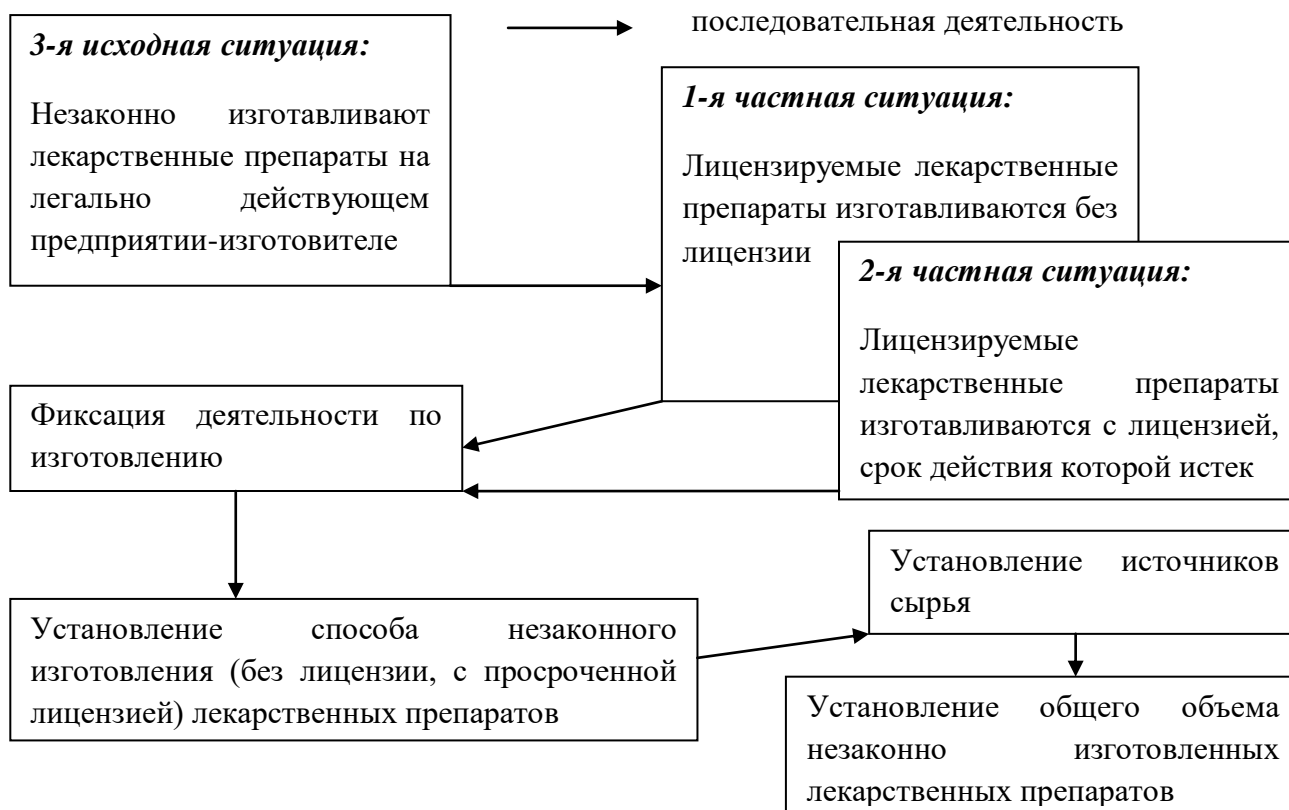 последовательная деятельность
3-я исходная ситуация:
Незаконно изготавливают
лекарственные препараты на
легально действующем
предприятии-изготовителе
1-я частная ситуация:
Лицензируемые лекарственные
препараты изготавливаются без
лицензии
2-я частная ситуация:
Лицензируемые
лекарственные препараты
изготавливаются с лицензией,
срок действия которой истек
Фиксация деятельности по
изготовлению
Установление способа незаконного
изготовления (без лицензии, с просроченной
лицензией) лекарственных препаратов
Установление источников
сырья
Установление общего объема
незаконно изготовленных
лекарственных препаратов